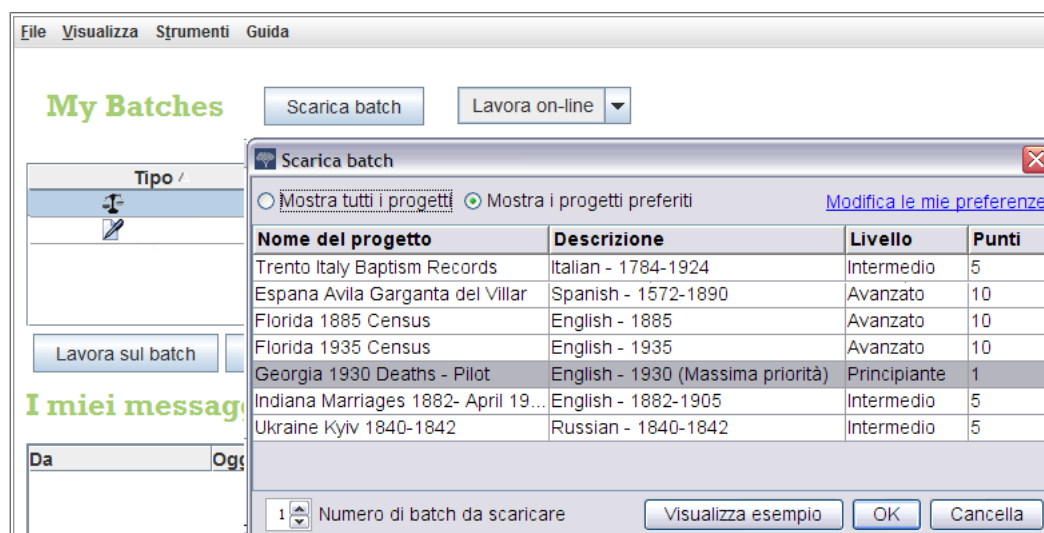 File Visualizza Strumenti Guida
My Batches Scarica batch Lavora on-line
Tipo
Scarica batch
Mostra tutti i progetti Mostra i progetti preferiti Modifica le mie preferenze
Nome del progetto Descrizione Livello Punti
Trento Italy Baptism Records Italian - 1784-1924 Intermedio 5
Espana Avila Garganta del Villar Spanish - 1572-1890 Avanzato 10
Florida 1885 Census English - 1885 Avanzato 10
Florida 1935 Census English - 1935 Avanzato 10
Georgia 1930 Deaths - Pilot English - 1930 (Massima priorità) Principiante 1
Indiana Marriages 1882- April 19... English - 1882-1905 Intermedio 5
Ukraine Kyiv 1840-1842 Russian - 1840-1842 Intermedio 5
1 Numero di batch da scaricare Visualizza esempio OK Cancella
Lavora sul batch
I miei messag
Da Ogg